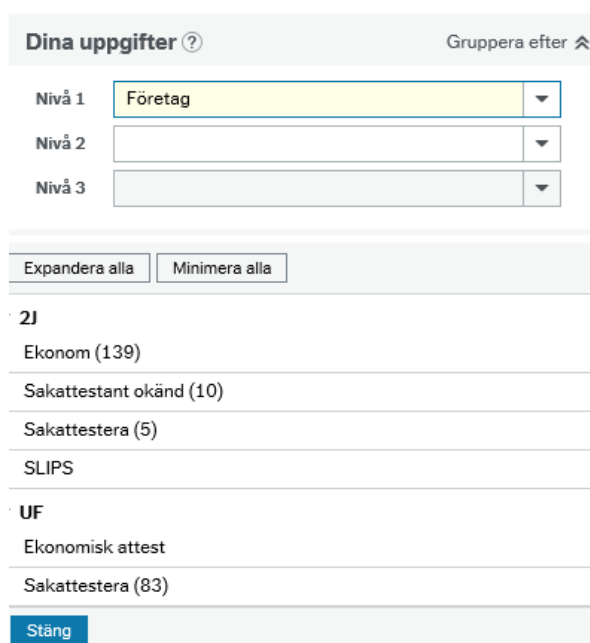 Dina uppgifter ? Gruppera efter
Nivå 1 Företag
Nivå 2
Nivå 3
Expandera alla Minimera alla
2J
Ekonom (139)
Sakattestant okänd (10)
Sakattestera (5)
SLIPS
UF
Ekonomisk attest
Sakattestera (83)
Stäng